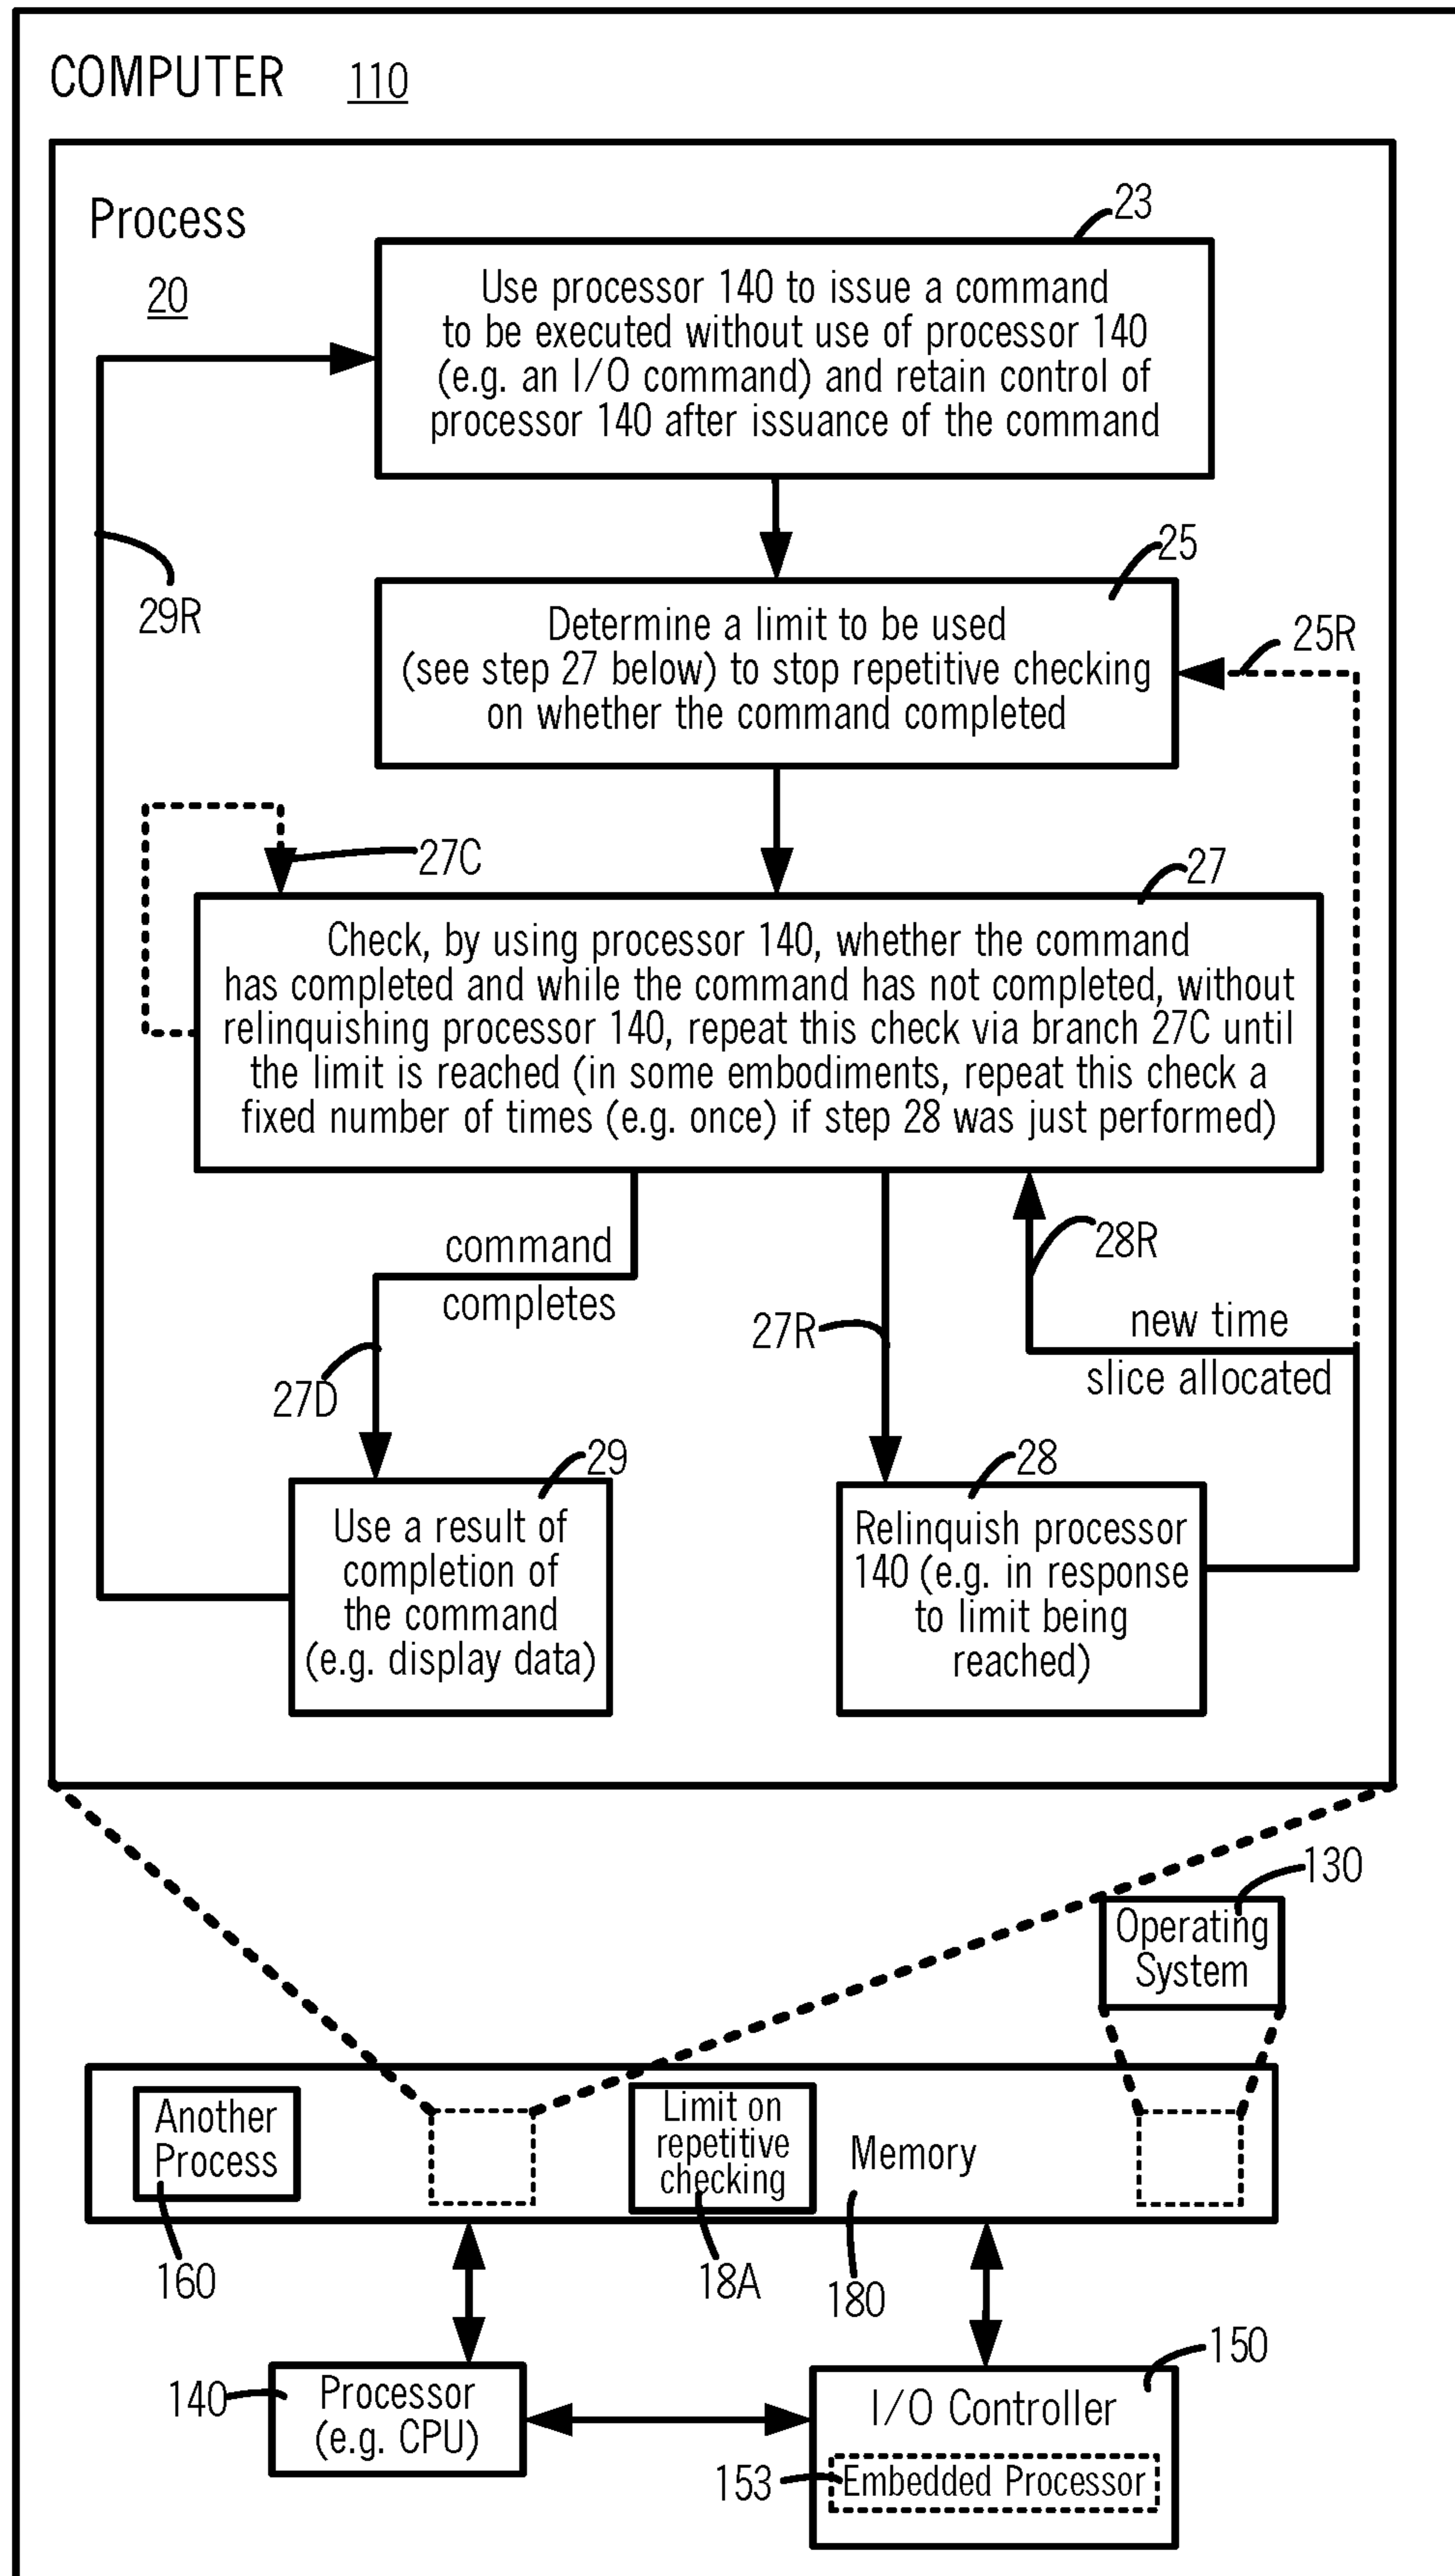 COMPUTER 110
Process
20
23
Use processor 140 to issue a command
to be executed without use of processor 140
(e.g. an I/O command) and retain control of
processor 140 after issuance of the command
29R
25
Determine a limit to be used
(see step 27 below) to stop repetitive checking
on whether the command completed
25R
27C
27
Check, by using processor 140, whether the command
has completed and while the command has not completed, without
relinquishing processor 140, repeat this check via branch 27C until
the limit is reached (in some embodiments, repeat this check a
fixed number of times (e.g. once) if step 28 was just performed)
command
completes
27D
27R
28R
new time
slice allocated
29
Use a result of
completion of
the command
(e.g. display data)
28
Relinquish processor
140 (e.g. in response
to limit being
reached)
130
Operating
System
Another
Process
Limit on
repetitive
checking
Memory
160
18A
180
140
Processor
(e.g. CPU)
150
I/O Controller
153
Embedded Processor